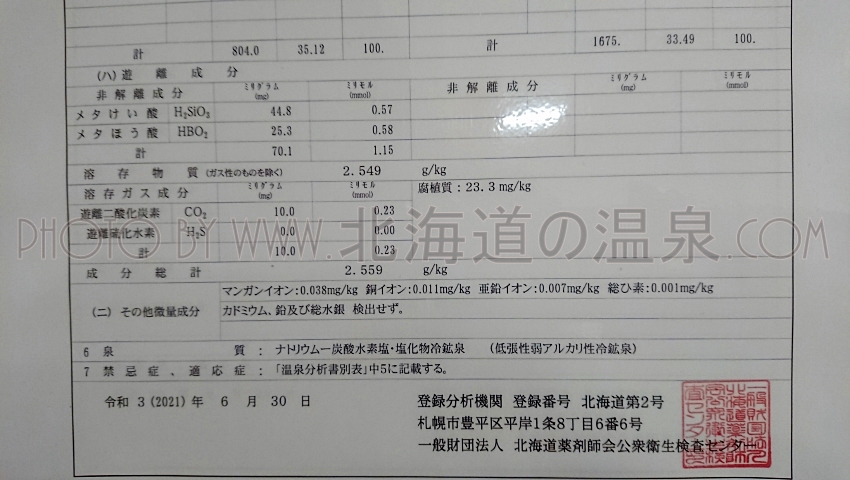 計 804.0 35.12 100. 計 1675. 33.49 100.
(ハ) 遊離成分
非解離成分 ミリグラム (mg) ミリモル (mmol) 非解離成分 ミリグラム (mg) ミリモル (mmol)
メタけい酸 H₂SiO₃ 44.8 0.57
メタほう酸 HBO₂ 25.3 0.58
計 70.1 1.15
溶存物質 (ガス性のものを除く) 2.549 g/kg
溶存ガス成分 ミリグラム (mg) ミリモル (mmol) 腐植質:23.3 mg/kg
遊離二酸化炭素 CO₂ 10.0 0.23
遊離硫化水素 H₂S 0.0 0.00
PHOTO BY WWW.北海道の温泉.COM
計 10.0 0.23
成分総計 2.559 g/kg
マンガンイオン:0.038mg/kg 銅イオン:0.011mg/kg 亜鉛イオン:0.007mg/kg 総ひ素:0.001mg/kg
(ニ) その他微量成分 カドミウム、鉛及び総水銀 検出せず。
6 泉質: ナトリウムー炭酸水素塩・塩化物冷鉱泉 (低張性弱アルカリ性冷鉱泉)
7 禁忌症、適応症:「温泉分析書別表」中5に記載する。
令和 3 (2021) 年 6 月 30 日 登録分析機関 登録番号 北海道第2号
札幌市豊平区平岸1条8丁目6番6号
一般財団法人 北海道薬剤師会公衆衛生検査センター